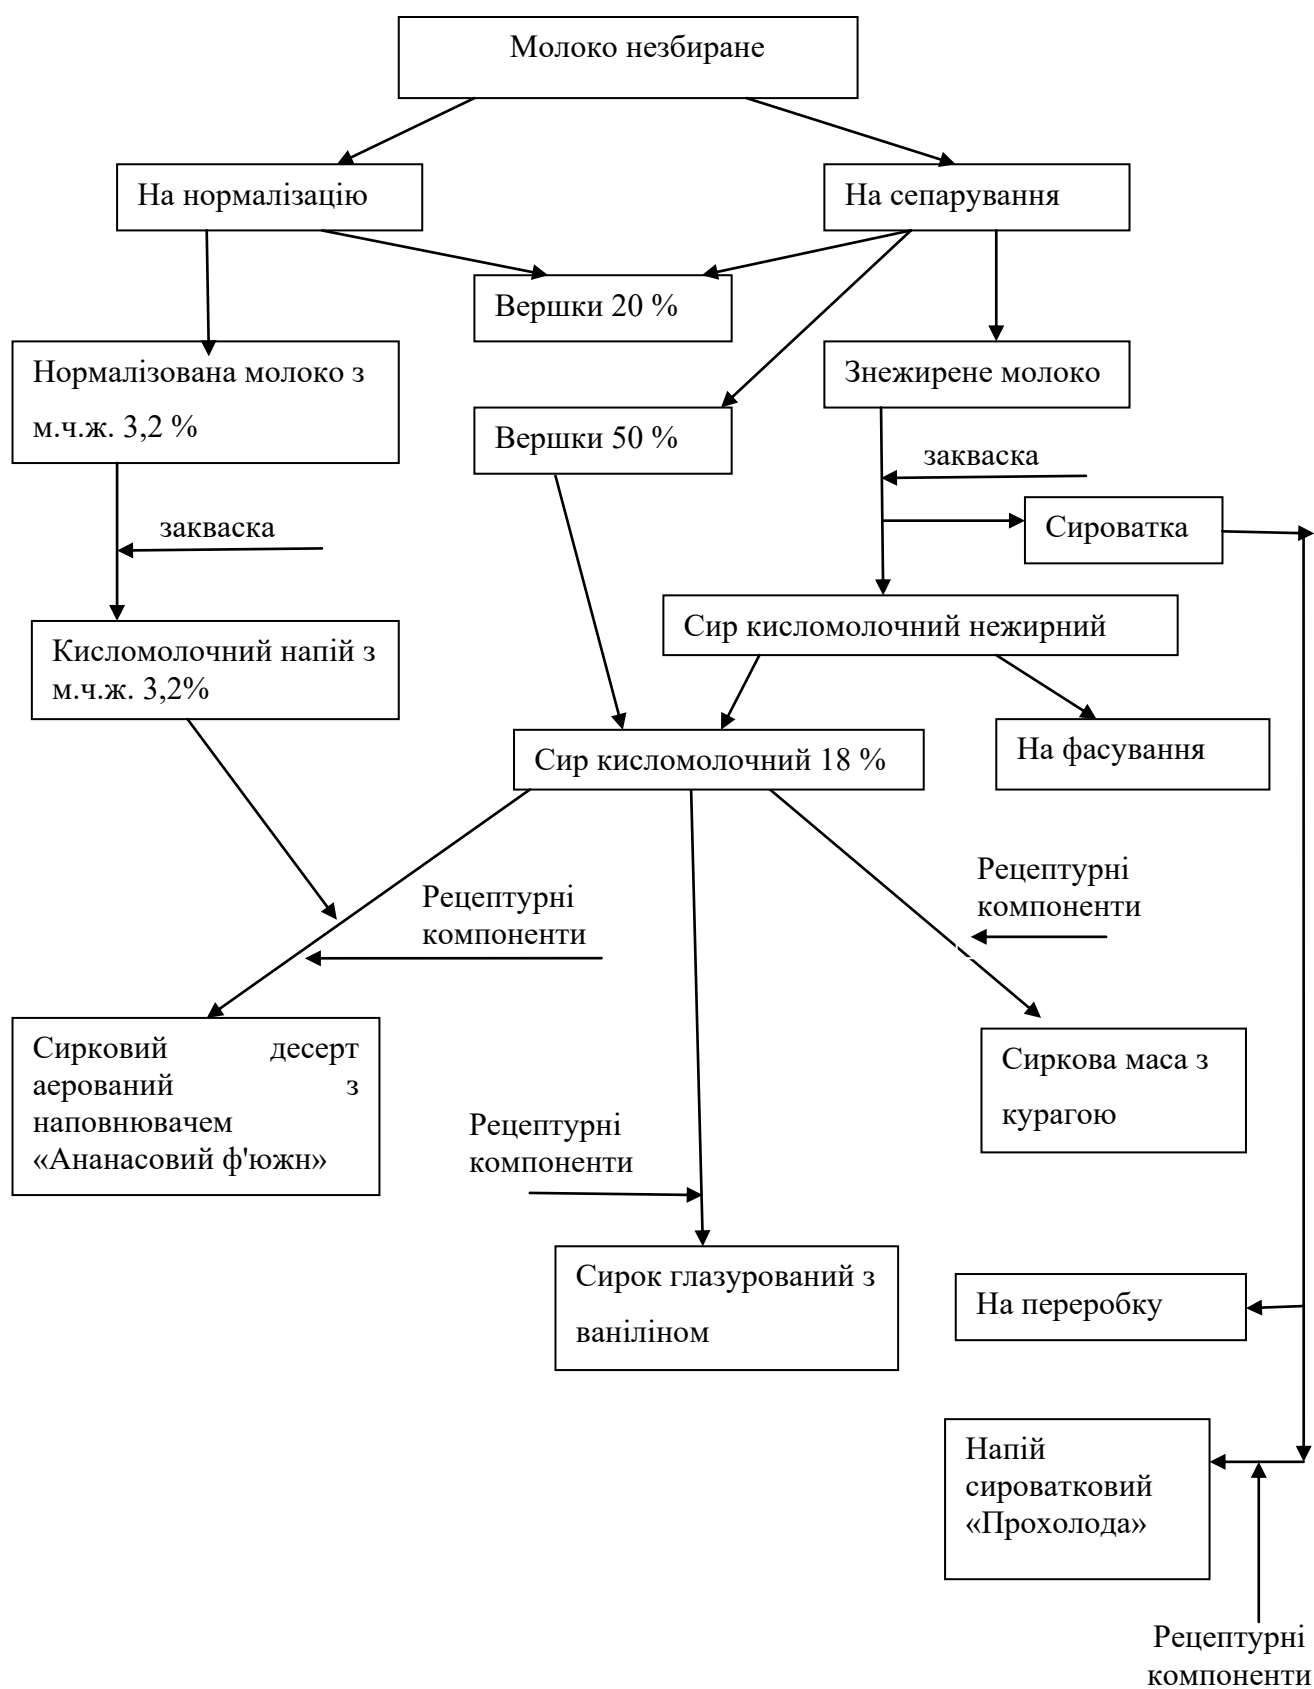 Молоко незбиране
На нормалізацію
На сепарування
Вершки 20 %
Нормалізована молоко з
м.ч.ж. 3,2 %
Знежирене молоко
Вершки 50 %
закваска
Сироватка
закваска
Сир кисломолочний нежирний
Кисломолочний напій з
м.ч.ж. 3,2%
На фасування
Сир кисломолочний 18 %
Рецептурні
компоненти
Рецептурні
компоненти
Сирковий десерт
аерований з
наповнювачем
«Ананасовий ф'южн»
Сиркова маса з
курагою
Рецептурні
компоненти
Сирок глазурований з
ваніліном
На переробку
Напій
сироватковий
«Прохолода»
Рецептурні
компоненти